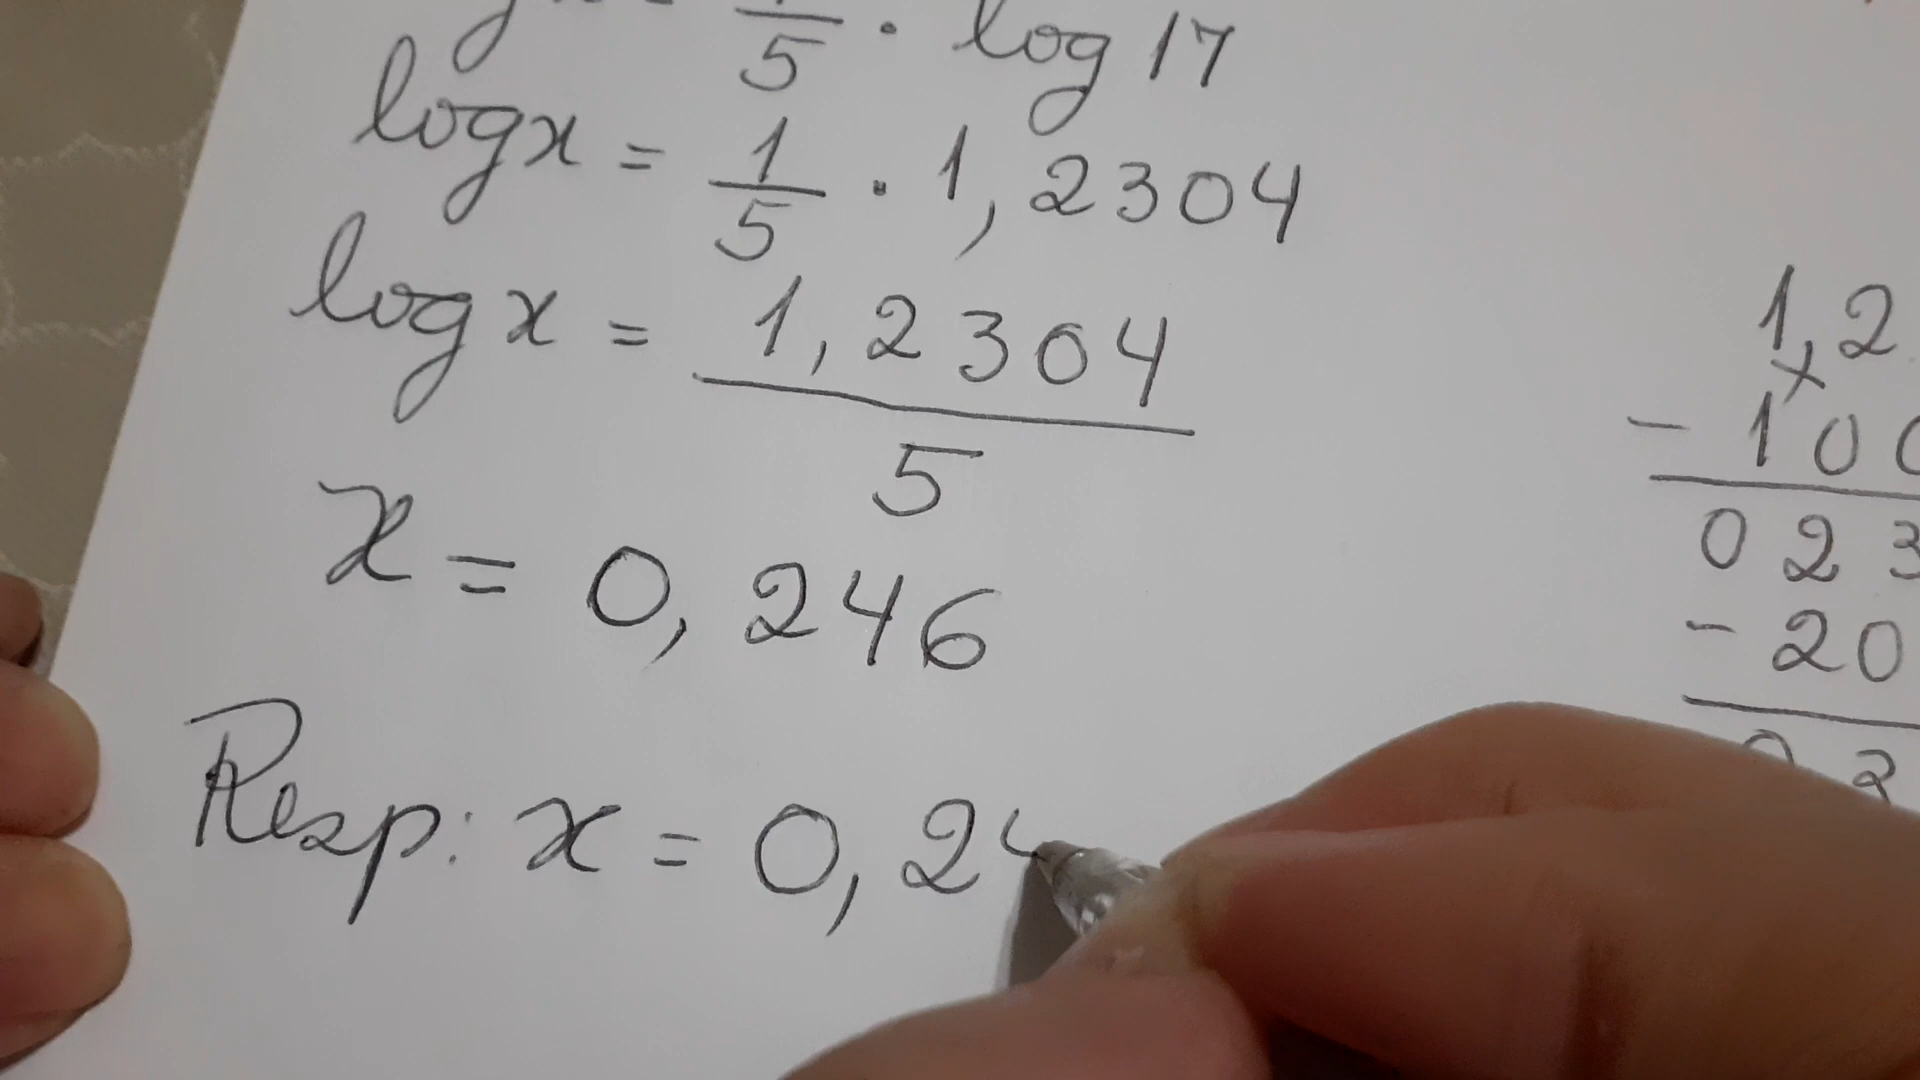 1/5 · log 17
log x = 1/5 · 1,2304
log x = 1,2304/5
x = 0,246
Resp: x = 0,24
1,2
- 100
023
- 20